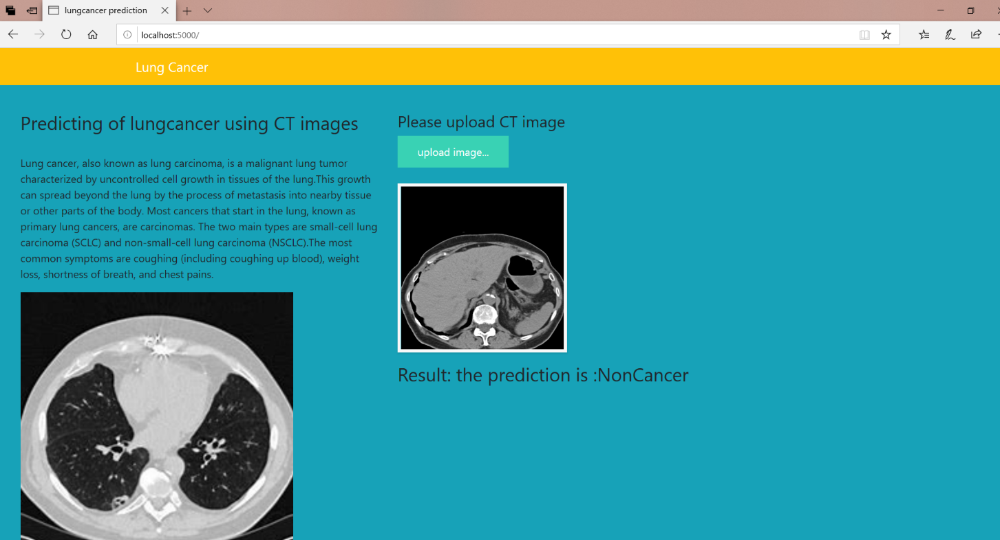 lungcancer prediction
localhost:5000/
Lung Cancer
Predicting of lungcancer using CT images
Lung cancer, also known as lung carcinoma, is a malignant lung tumor
characterized by uncontrolled cell growth in tissues of the lung.This growth
can spread beyond the lung by the process of metastasis into nearby tissue
or other parts of the body. Most cancers that start in the lung, known as
primary lung cancers, are carcinomas. The two main types are small-cell lung
carcinoma (SCLC) and non-small-cell lung carcinoma (NSCLC).The most
common symptoms are coughing (including coughing up blood), weight
loss, shortness of breath, and chest pains.
Please upload CT image
upload image...
Result: the prediction is :NonCancer